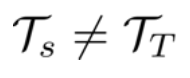 𝒯ₛ ≠ 𝒯_T